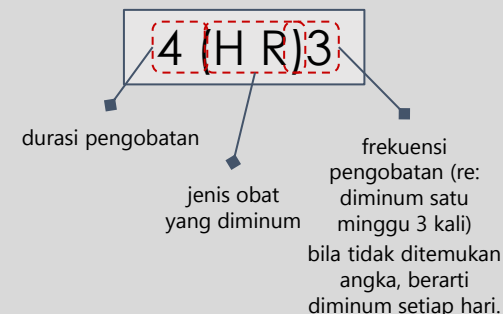 4 (H R)3
durasi pengobatan
jenis obat
yang diminum
frekuensi
pengobatan (re:
diminum satu
minggu 3 kali)
bila tidak ditemukan
angka, berarti
diminum setiap hari.